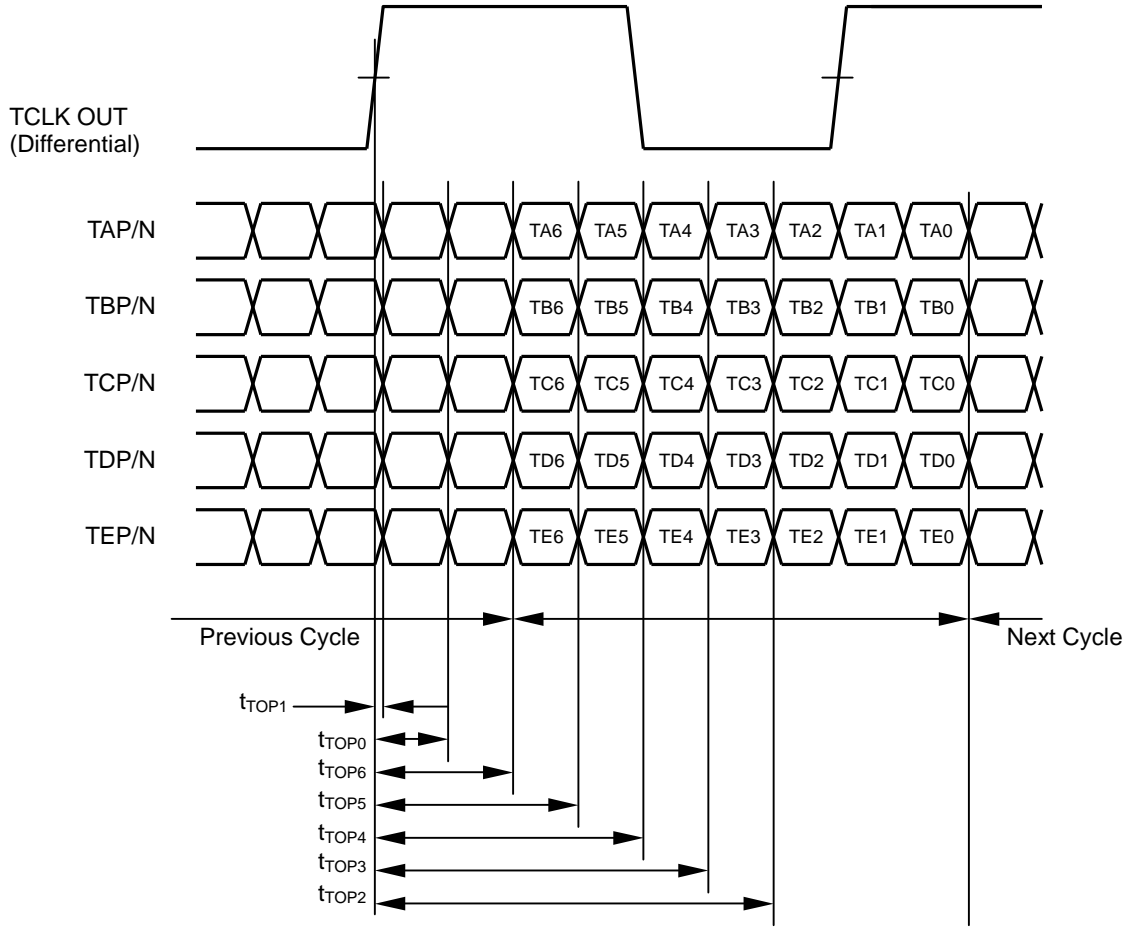 TCLK OUT
(Differential)
TAP/N TA6 TA5 TA4 TA3 TA2 TA1 TA0
TBP/N TB6 TB5 TB4 TB3 TB2 TB1 TB0
TCP/N TC6 TC5 TC4 TC3 TC2 TC1 TC0
TDP/N TD6 TD5 TD4 TD3 TD2 TD1 TD0
TEP/N TE6 TE5 TE4 TE3 TE2 TE1 TE0
Previous Cycle Next Cycle
tTOP1
tTOP0
tTOP6
tTOP5
tTOP4
tTOP3
tTOP2